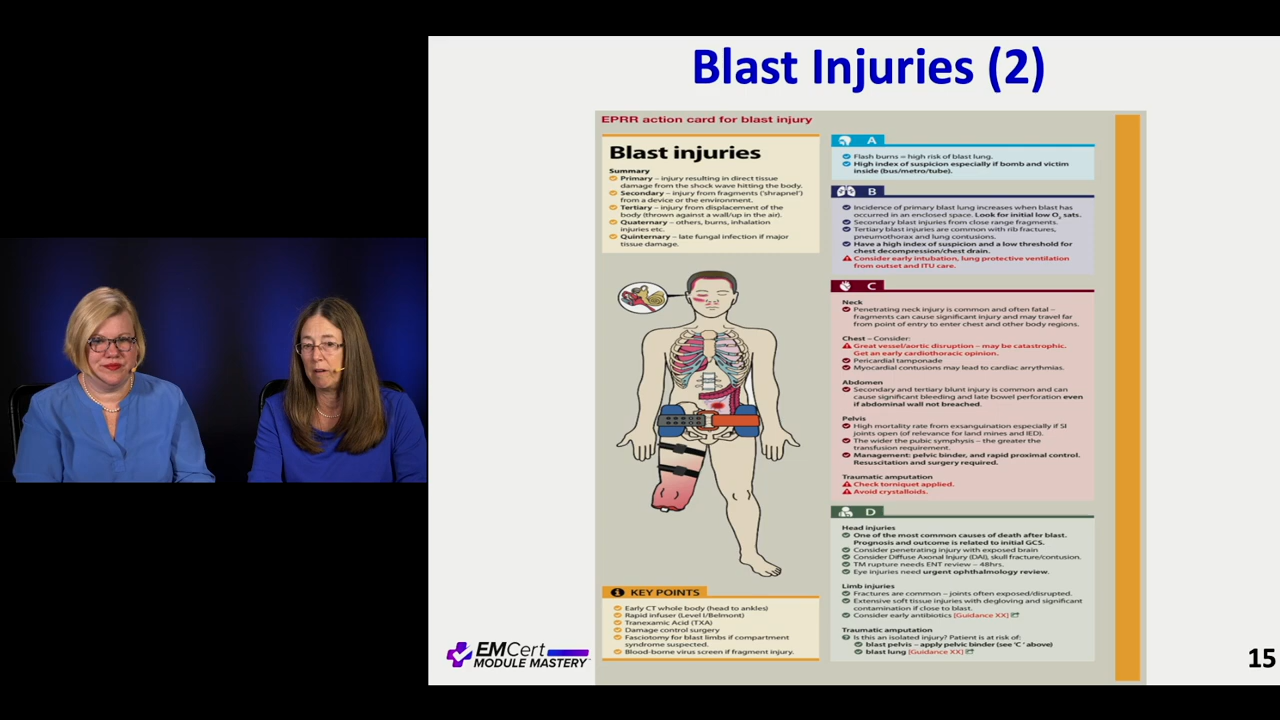 Blast Injuries (2)
EPRR action card for blast injury
Blast injuries
Summary
Primary – injury resulting in direct tissue
damage from the shock wave hitting the body.
Secondary – injury from fragments ('shrapnel')
from a device or the environment.
Tertiary – injury from displacement of the
body (thrown against a wall/up in the air).
Quaternary – others, burns, inhalation
injuries etc.
Quinternary – late fungal infection if major
tissue damage.
KEY POINTS
Early CT whole body (head to ankles)
Rapid infuser (Level I/Belmont)
Tranexamic Acid (TXA)
Damage control surgery
Fasciotomy for blast limbs if compartment
syndrome suspected.
Blood-borne virus screen if fragment injury.
A
Flash burns = high risk of blast lung.
High index of suspicion especially if bomb and victim
inside (bus/metro/tube).
B
Incidence of primary blast lung increases when blast has
occurred in an enclosed space. Look for initial low O2 sats.
Secondary blast injuries from close range fragments.
Tertiary blast injuries are common with rib fractures,
pneumothorax and lung contusions.
Have a high index of suspicion and a low threshold for
chest decompression/chest drain.
Consider early intubation, lung protective ventilation
from outset and ITU care.
C
Neck
Penetrating neck injury is common and often fatal –
fragments can cause significant injury and may travel far
from point of entry to enter chest and other body regions.
Chest – Consider:
Great vessel/aortic disruption – may be catastrophic.
Get an early cardiothoracic opinion.
Pericardial tamponade
Myocardial contusions may lead to cardiac arrythmias.
Abdomen
Secondary and tertiary blunt injury is common and can
cause significant bleeding and late bowel perforation even
if abdominal wall not breached.
Pelvis
High mortality rate from exsanguination especially if SI
joints open (of relevance for land mines and IED).
The wider the pubic symphysis – the greater the
transfusion requirement.
Management: pelvic binder, and rapid proximal control.
Resuscitation and surgery required.
Traumatic amputation
Check torniquet applied.
Avoid crystalloids.
D
Head injuries
One of the most common causes of death after blast.
Prognosis and outcome is related to initial GCS.
Consider penetrating injury with exposed brain
Consider Diffuse Axonal Injury (DAI), skull fracture/contusion.
TM rupture needs ENT review – 48hrs.
Eye injuries need urgent ophthalmology review.
Limb injuries
Fractures are common – joints often exposed/disrupted.
Extensive soft tissue injuries with degloving and significant
contamination if close to blast.
Consider early antibiotics [Guidance XX]
Traumatic amputation
Is this an isolated injury? Patient is at risk of:
blast pelvis – apply pelvic binder (see 'C' above)
blast lung [Guidance XX]
EMCert
MODULE MASTERY™
15